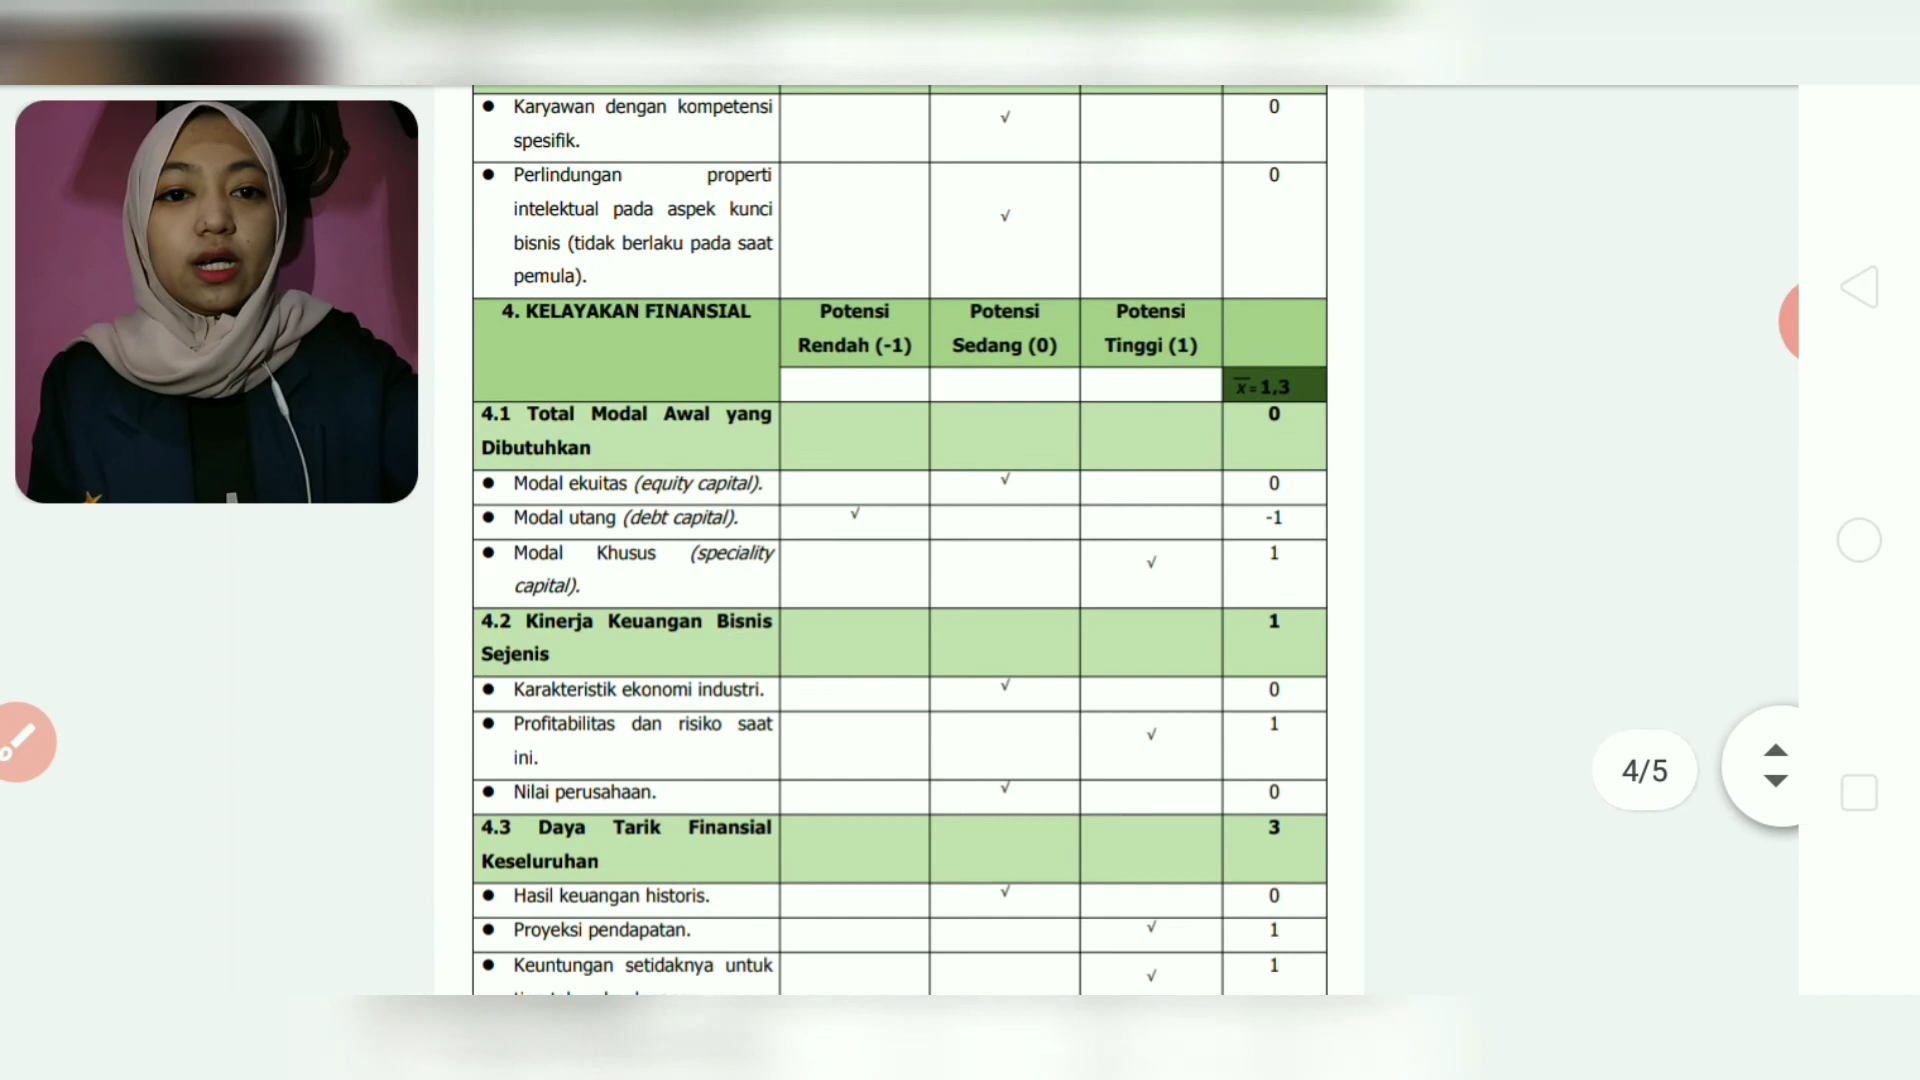 ● Karyawan dengan kompetensi √ 0
spesifik.
● Perlindungan properti 0
intelektual pada aspek kunci √
bisnis (tidak berlaku pada saat
pemula).
4. KELAYAKAN FINANSIAL Potensi Potensi Potensi
Rendah (-1) Sedang (0) Tinggi (1)
x̅ = 1,3
4.1 Total Modal Awal yang 0
Dibutuhkan
● Modal ekuitas (equity capital). √ 0
● Modal utang (debt capital). √ -1
● Modal Khusus (speciality √ 1
capital).
4.2 Kinerja Keuangan Bisnis 1
Sejenis
● Karakteristik ekonomi industri. √ 0
● Profitabilitas dan risiko saat √ 1
ini.
● Nilai perusahaan. √ 0
4.3 Daya Tarik Finansial 3
Keseluruhan
● Hasil keuangan historis. √ 0
● Proyeksi pendapatan. √ 1
● Keuntungan setidaknya untuk √ 1
4/5